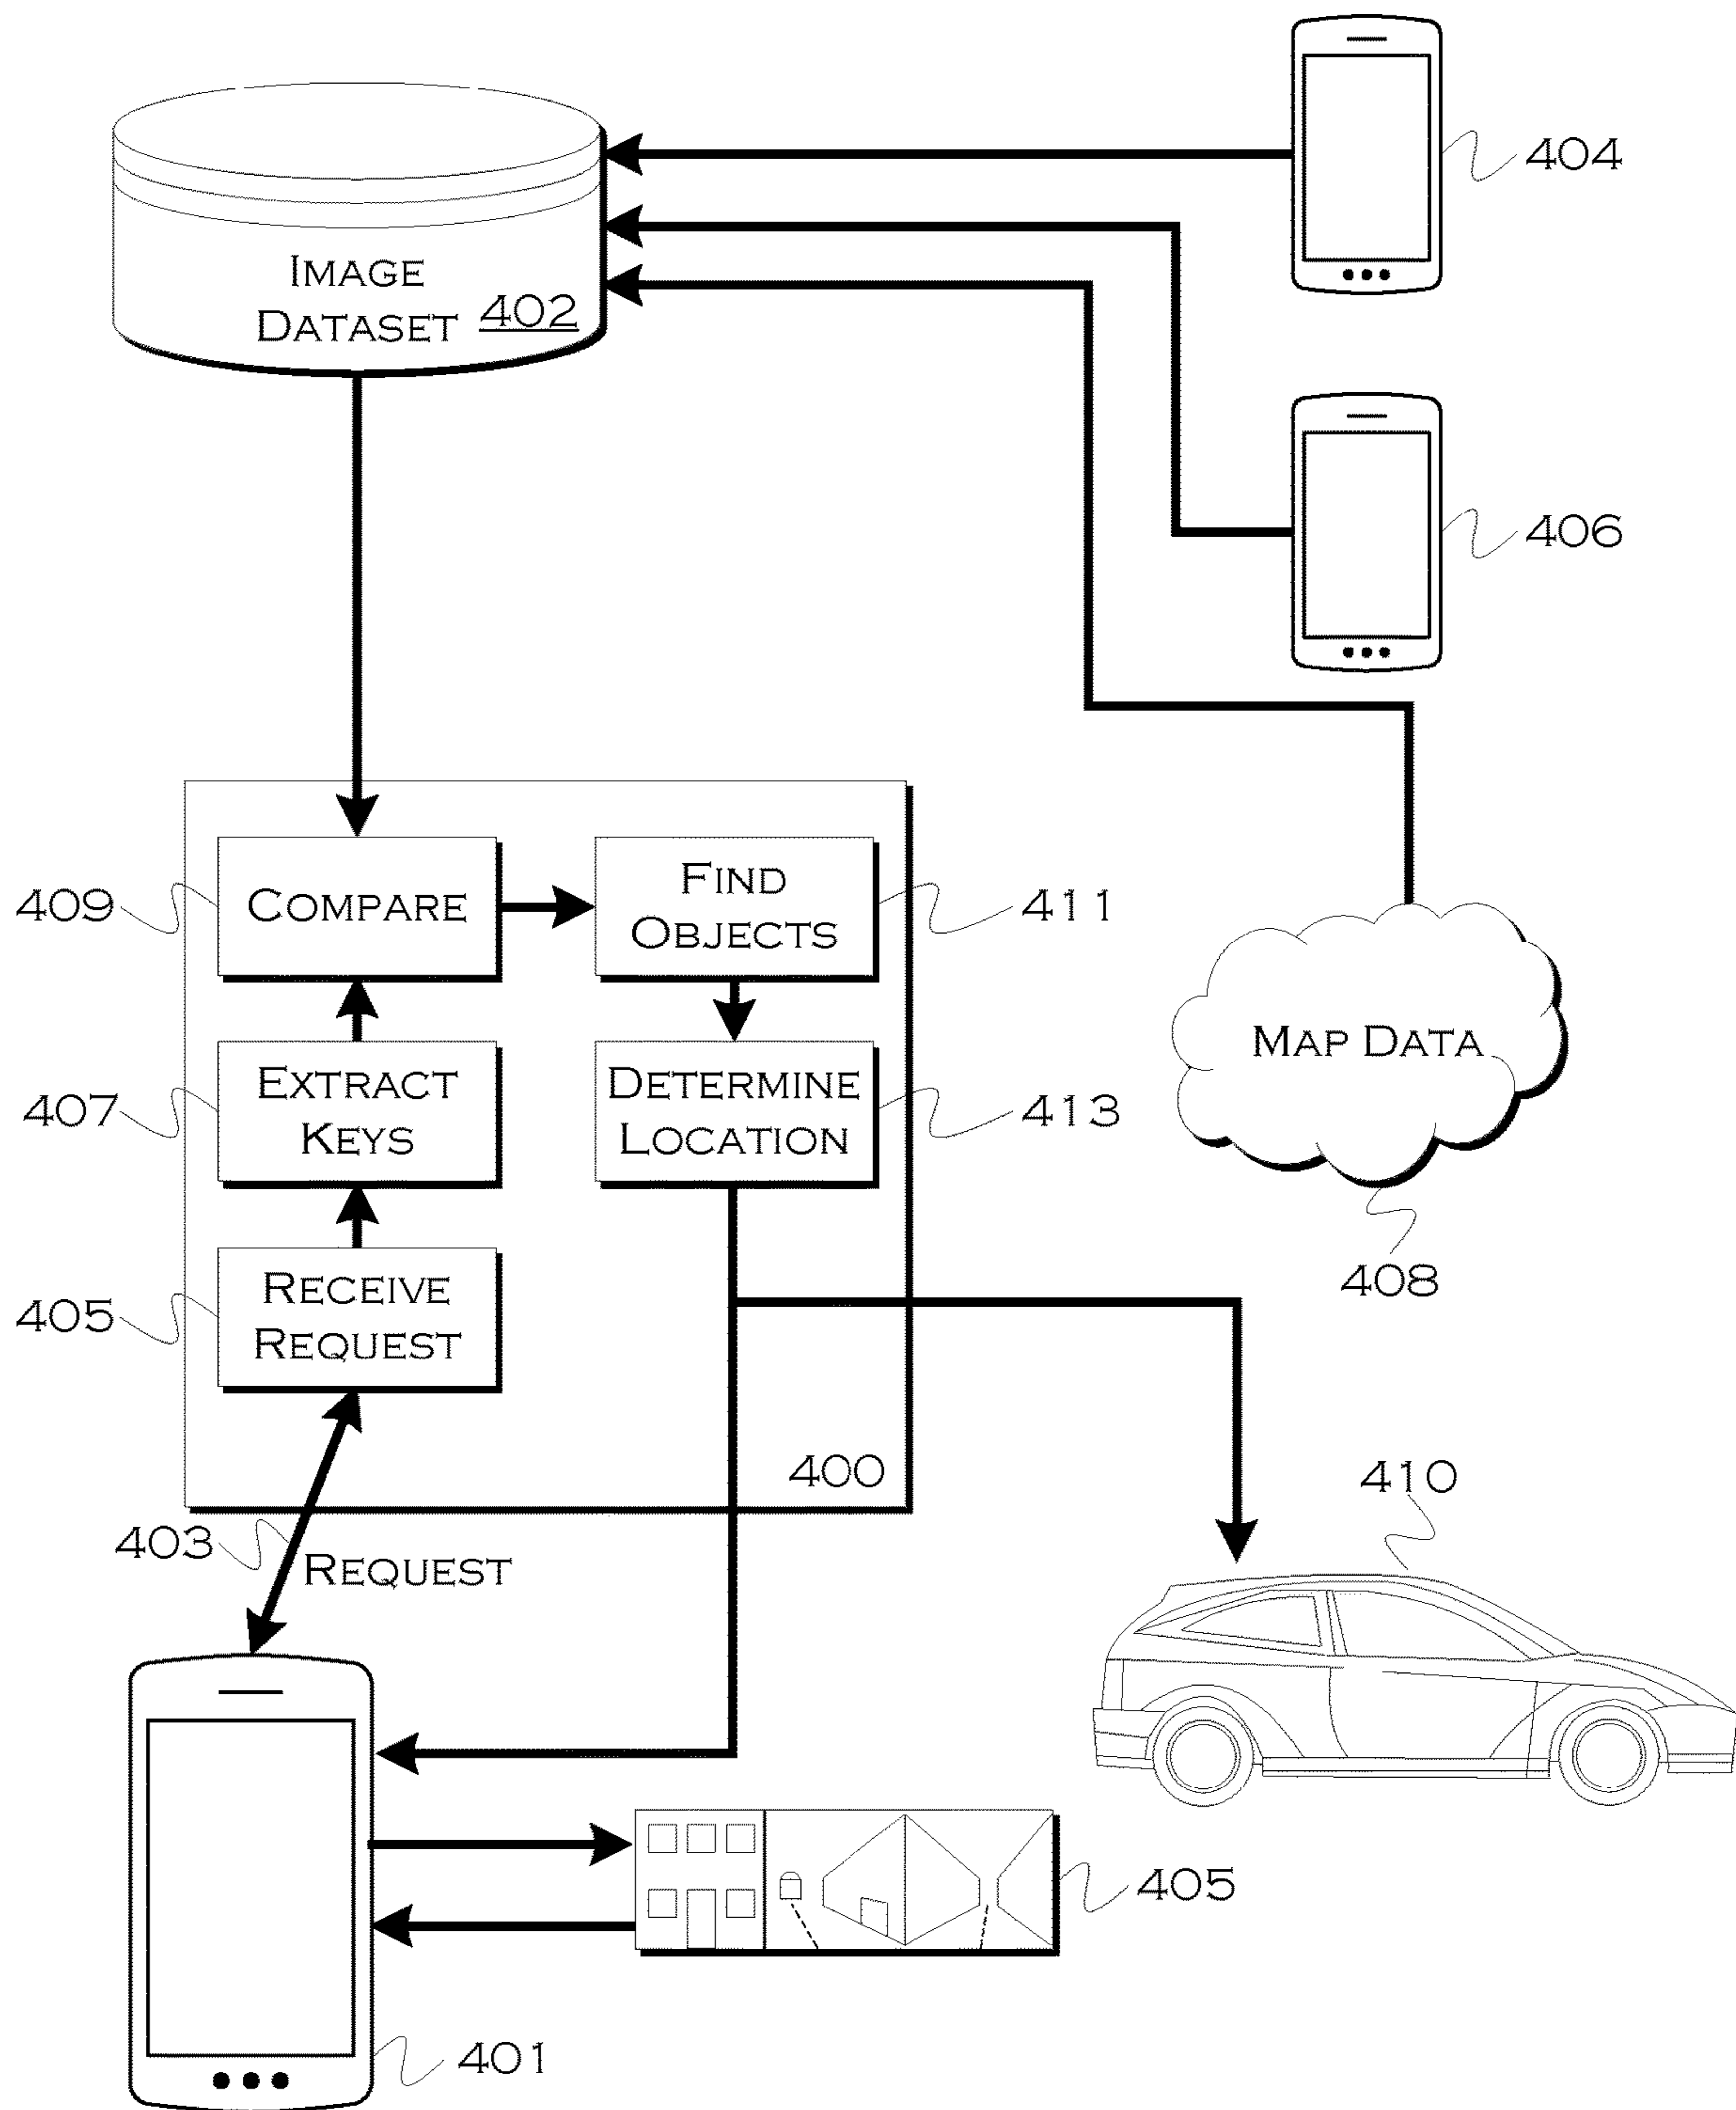 404
IMAGE
DATASET 402
406
409
COMPARE
FIND
OBJECTS
411
MAP DATA
407
EXTRACT
KEYS
DETERMINE
LOCATION
413
408
405
RECEIVE
REQUEST
400
410
403
REQUEST
405
401